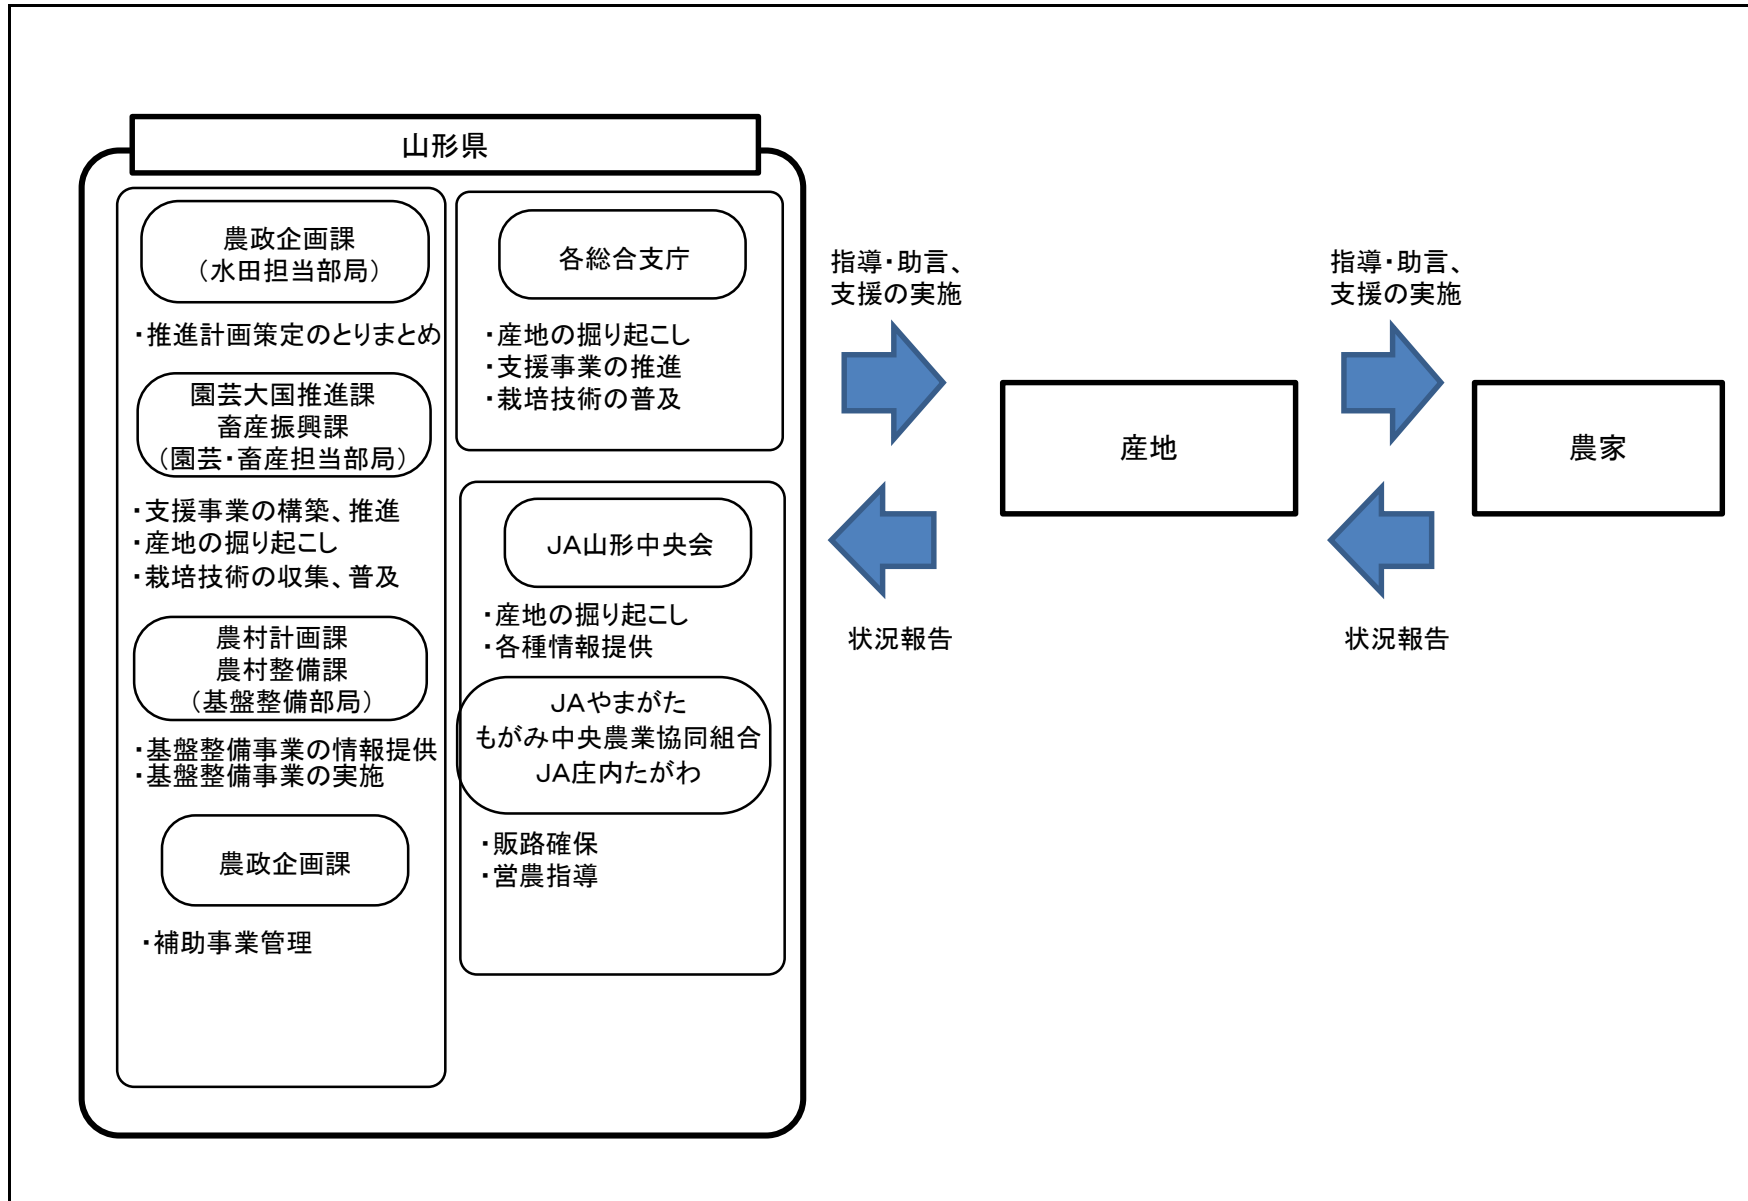 山形県
農政企画課
（水田担当部局）
・推進計画策定のとりまとめ
園芸大国推進課
畜産振興課
（園芸・畜産担当部局）
・支援事業の構築、推進
・産地の掘り起こし
・栽培技術の収集、普及
農村計画課
農村整備課
（基盤整備部局）
・基盤整備事業の情報提供
・基盤整備事業の実施
農政企画課
・補助事業管理
各総合支庁
・産地の掘り起こし
・支援事業の推進
・栽培技術の普及
JA山形中央会
・産地の掘り起こし
・各種情報提供
JAやまがた
もがみ中央農業協同組合
JA庄内たがわ
・販路確保
・営農指導
指導・助言、
支援の実施
状況報告
産地
指導・助言、
支援の実施
状況報告
農家